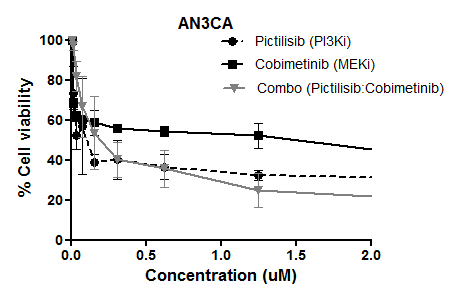 AN3CA
Pictilisib (PI3Ki)
Cobimetinib (MEKi)
Combo (Pictilisib:Cobimetinib)
% Cell viability
100
80
60
40
20
0
0.0
0.5
1.0
1.5
2.0
Concentration (uM)